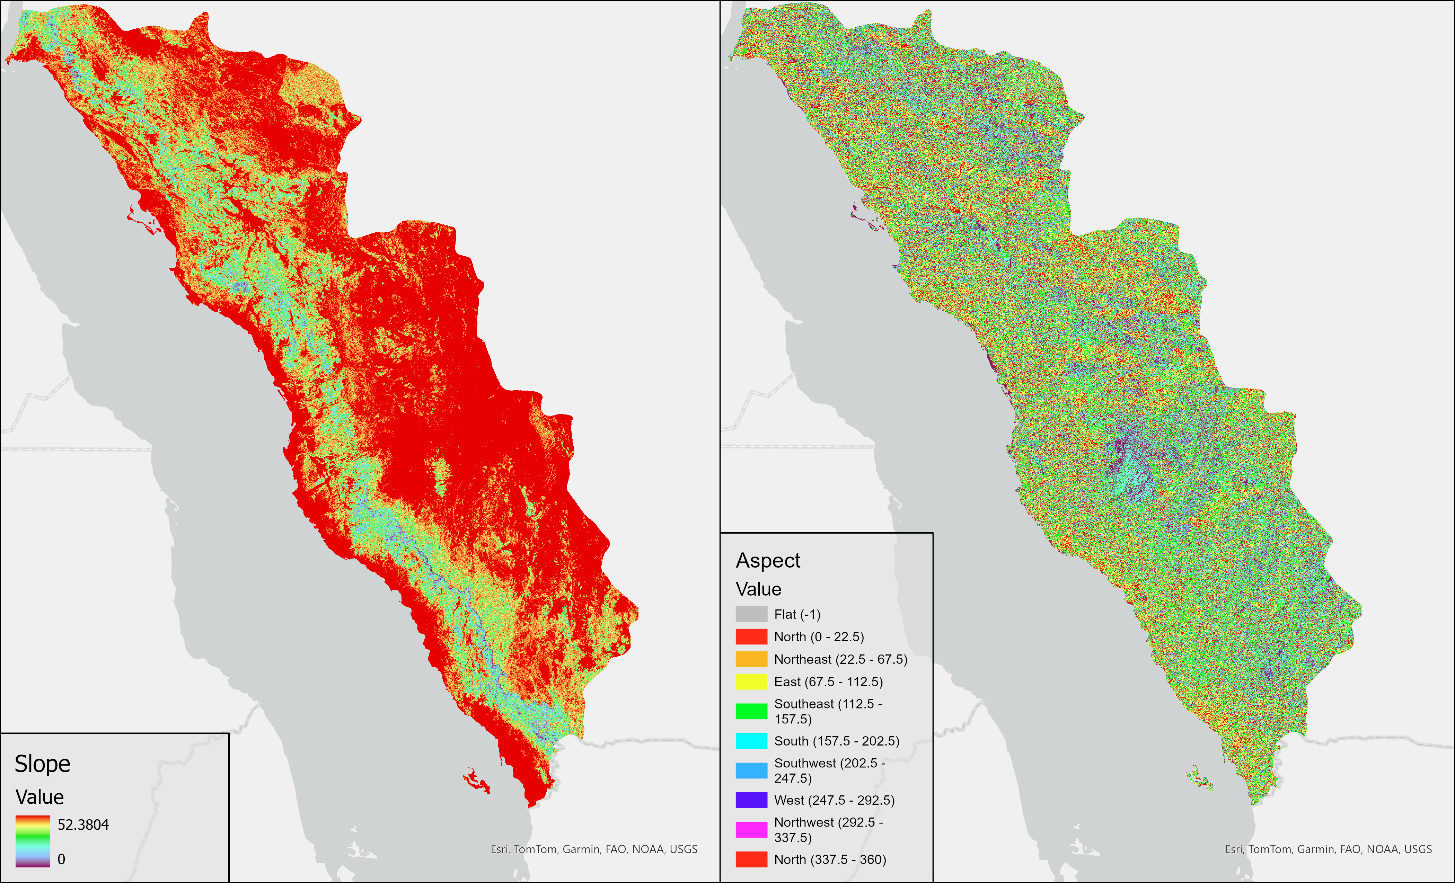 Slope
Value
52.3804
0
Esri, TomTom, Garmin, FAO, NOAA, USGS
Aspect
Value
Flat (-1)
North (0 - 22.5)
Northeast (22.5 - 67.5)
East (67.5 - 112.5)
Southeast (112.5 -
157.5)
South (157.5 - 202.5)
Southwest (202.5 -
247.5)
West (247.5 - 292.5)
Northwest (292.5 -
337.5)
North (337.5 - 360)
Esri, TomTom, Garmin, FAO, NOAA, USGS